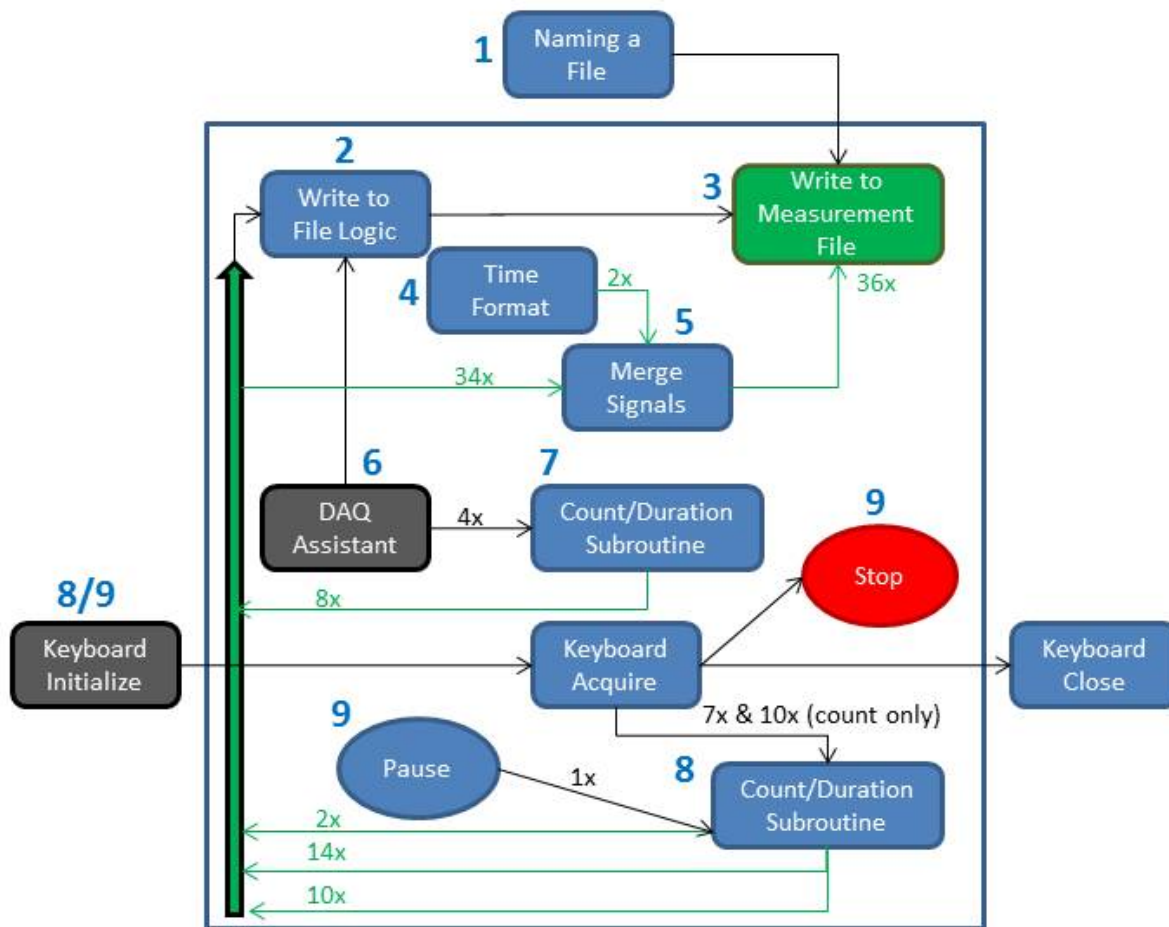 1
Naming a
File
2
Write to
File Logic
3
Write to
Measurement
File
4
Time
Format
2x
36x
5
34x
Merge
Signals
6
7
DAQ
Assistant
4x
Count/Duration
Subroutine
9
Stop
8x
8/9
Keyboard
Initialize
Keyboard
Acquire
Keyboard
Close
7x & 10x (count only)
9
Pause
1x
8
Count/Duration
Subroutine
2x
14x
10x